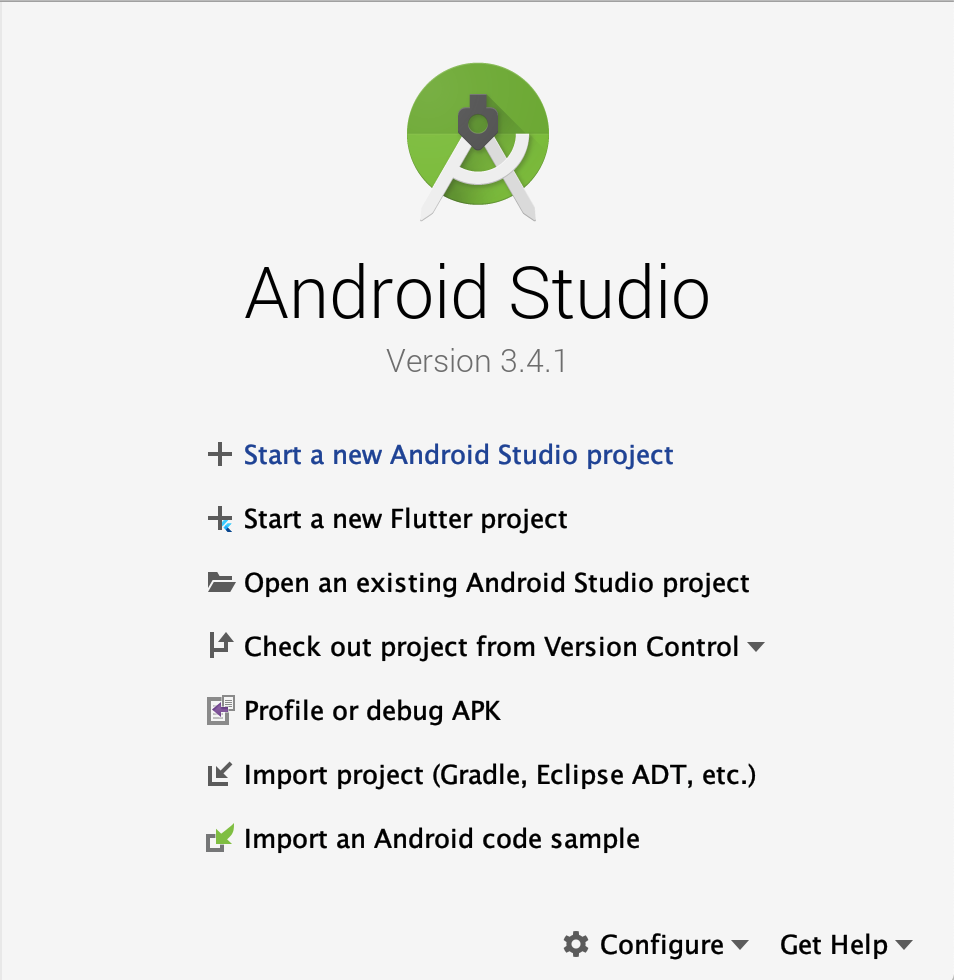 Android Studio
Version 3.4.1
Start a new Android Studio project
Start a new Flutter project
Open an existing Android Studio project
Check out project from Version Control
Profile or debug APK
Import project (Gradle, Eclipse ADT, etc.)
Import an Android code sample
Configure Get Help